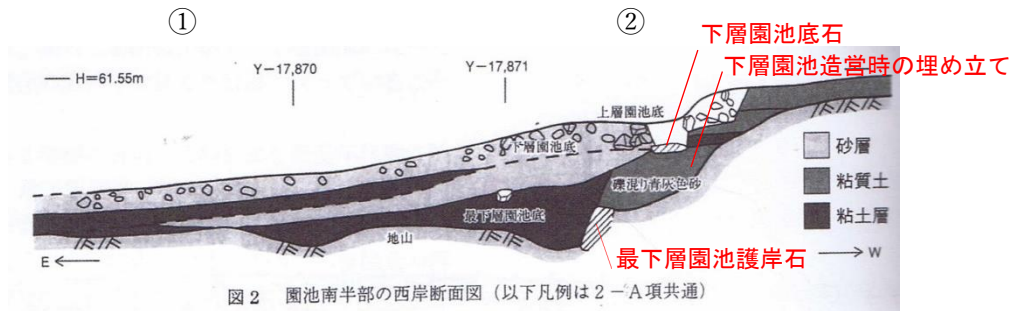 ① ②
下層園池底石
下層園池造営時の埋め立て
H=61.55m Y-17,870 Y-17,871
上層園池底
下層園池底
砂層
礫混り青灰色砂
粘質土
最下層園池底
粘土層
地山
最下層園池護岸石
E W
図2 園池南半部の西岸断面図（以下凡例は2-A項共通）